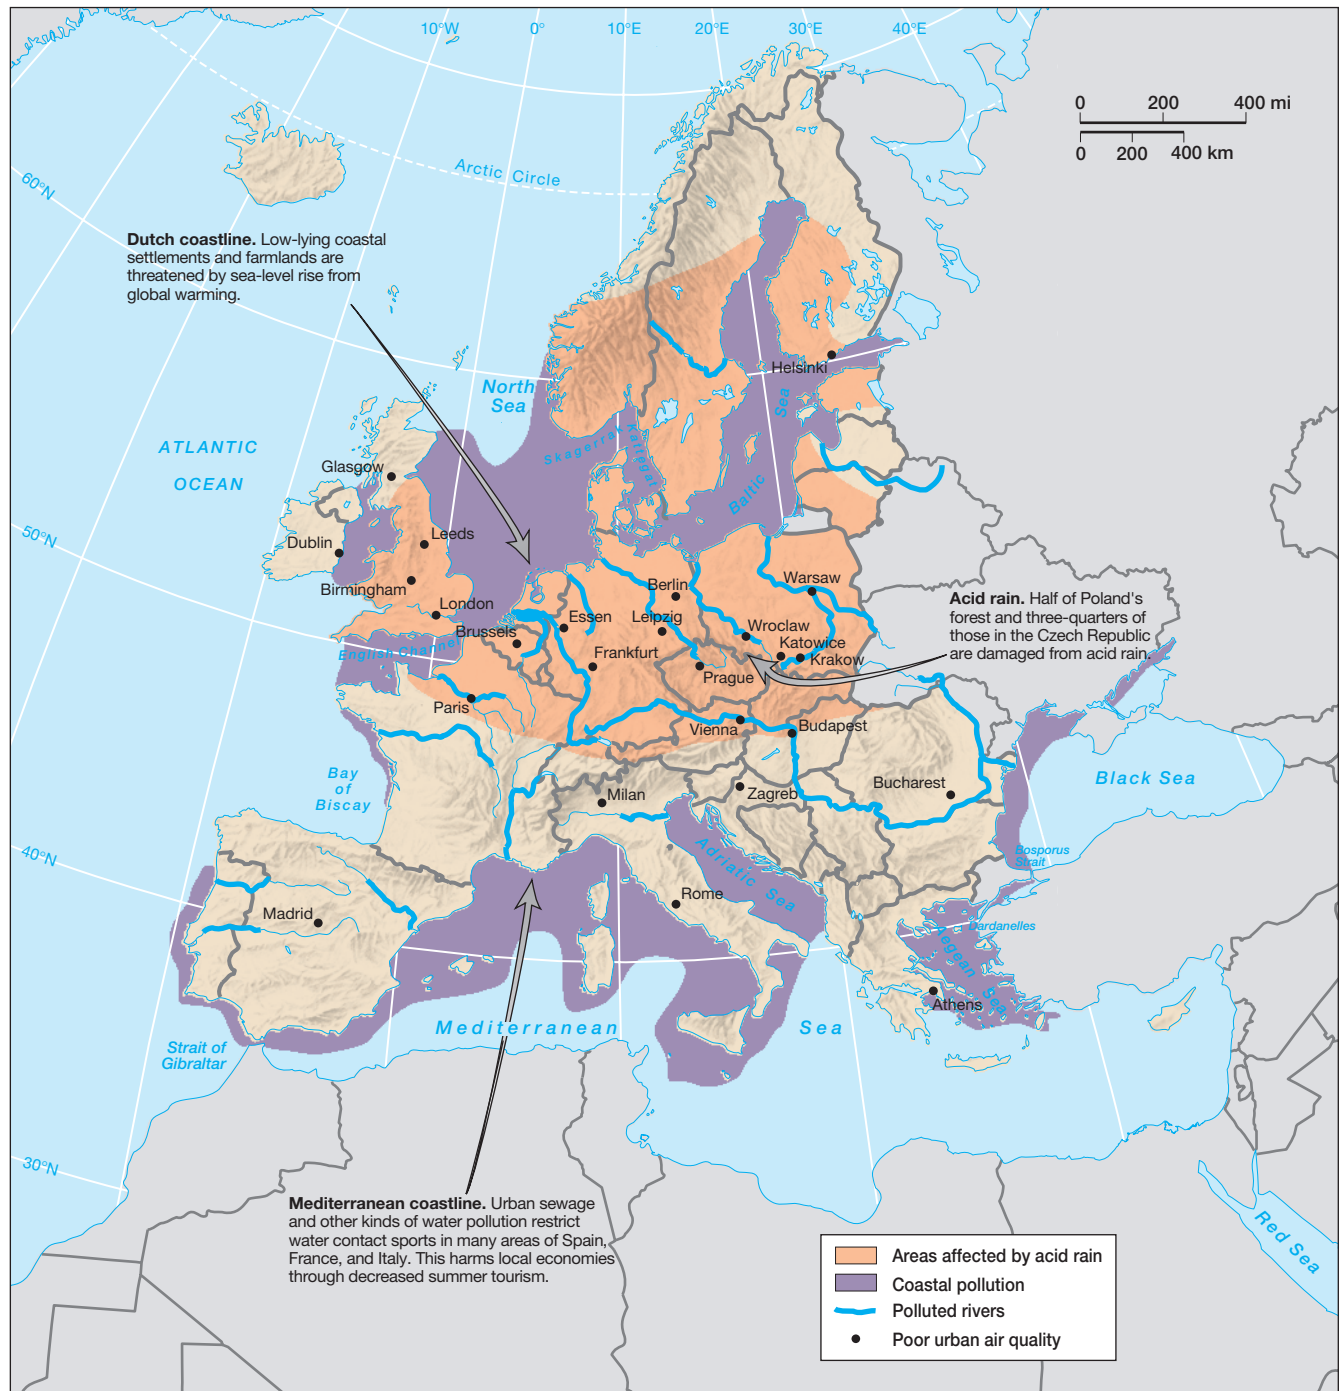 10°W 0° 10°E 20°E 30°E 40°E
0 200 400 mi
0 200 400 km
Arctic Circle
60°N
Dutch coastline. Low-lying coastal
settlements and farmlands are
threatened by sea-level rise from
global warming.
Helsinki
North
Sea
Baltic
Sea
Skagerrak
Kattegat
ATLANTIC
OCEAN
Glasgow
50°N
Dublin
Leeds
Birmingham
London
Brussels
English Channel
Essen
Berlin
Leipzig
Warsaw
Wroclaw
Katowice
Krakow
Frankfurt
Prague
Acid rain. Half of Poland's
forest and three-quarters of
those in the Czech Republic
are damaged from acid rain.
Paris
Vienna
Budapest
Bay
of
Biscay
Milan
Zagreb
Bucharest
Black Sea
40°N
Bosporus
Strait
Adriatic Sea
Madrid
Rome
Dardanelles
Aegean Sea
Athens
Mediterranean Sea
Strait of
Gibraltar
30°N
Mediterranean coastline. Urban sewage
and other kinds of water pollution restrict
water contact sports in many areas of Spain,
France, and Italy. This harms local economies
through decreased summer tourism.
Red Sea
Areas affected by acid rain
Coastal pollution
Polluted rivers
Poor urban air quality